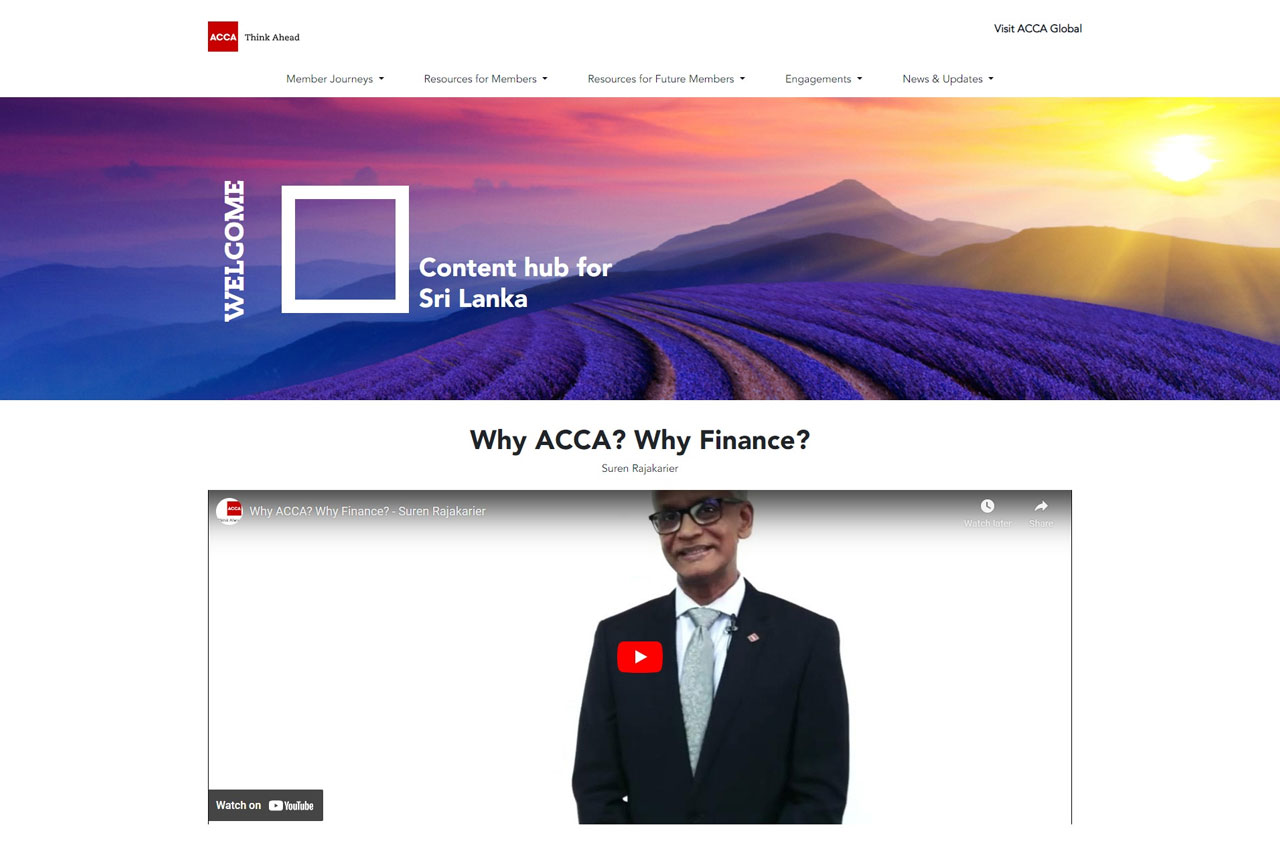 ACCA Think Ahead
Visit ACCA Global
Member Journeys
Resources for Members
Resources for Future Members
Engagements
News & Updates
WELCOME
Content hub for
Sri Lanka
Why ACCA? Why Finance?
Suren Rajakarier
ACCA
Why ACCA? Why Finance? - Suren Rajakarier
Watch later
Share
Watch on YouTube